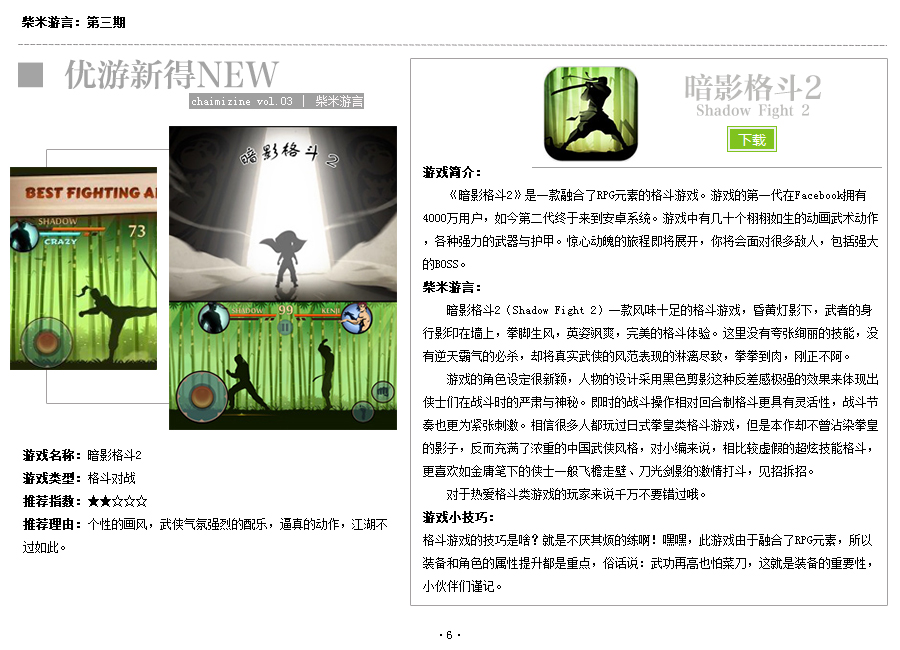 柴米游言：第三期
优游新得NEW
chaimizine vol.03 | 柴米游言
BEST FIGHTING A
SHADOW
CRAZY
73
暗影格斗2
SHADOW
99
KENJI
游戏名称：暗影格斗2
游戏类型：格斗对战
推荐指数：★★☆☆☆
推荐理由：个性的画风，武侠气氛强烈的配乐，逼真的动作，江湖不
过如此。
暗影格斗2
Shadow Fight 2
下载
游戏简介：
《暗影格斗2》是一款融合了RPG元素的格斗游戏。游戏的第一代在Facebook拥有
4000万用户，如今第二代终于来到安卓系统。游戏中有几十个栩栩如生的动画武术动作
，各种强力的武器与护甲。惊心动魄的旅程即将展开，你将会面对很多敌人，包括强大
的BOSS。
柴米游言：
暗影格斗2（Shadow Fight 2）一款风味十足的格斗游戏，昏黄灯影下，武者的身
行影印在墙上，拳脚生风，英姿飒爽，完美的格斗体验。这里没有夸张绚丽的技能，没
有逆天霸气的必杀，却将真实武侠的风范表现的淋漓尽致，拳拳到肉，刚正不阿。
游戏的角色设定很新颖，人物的设计采用黑色剪影这种反差感极强的效果来体现出
侠士们在战斗时的严肃与神秘。即时的战斗操作相对回合制格斗更具有灵活性，战斗节
奏也更为紧张刺激。相信很多人都玩过日式拳皇类格斗游戏，但是本作却不曾沾染拳皇
的影子，反而充满了浓重的中国武侠风格，对小编来说，相比较虚假的超炫技能格斗，
更喜欢如金庸笔下的侠士一般飞檐走壁、刀光剑影的激情打斗，见招拆招。
对于热爱格斗类游戏的玩家来说千万不要错过哦。
游戏小技巧：
格斗游戏的技巧是啥？就是不厌其烦的练啊！嘿嘿，此游戏由于融合了RPG元素，所以
装备和角色的属性提升都是重点，俗话说：武功再高也怕菜刀，这就是装备的重要性，
小伙伴们谨记。
·6·